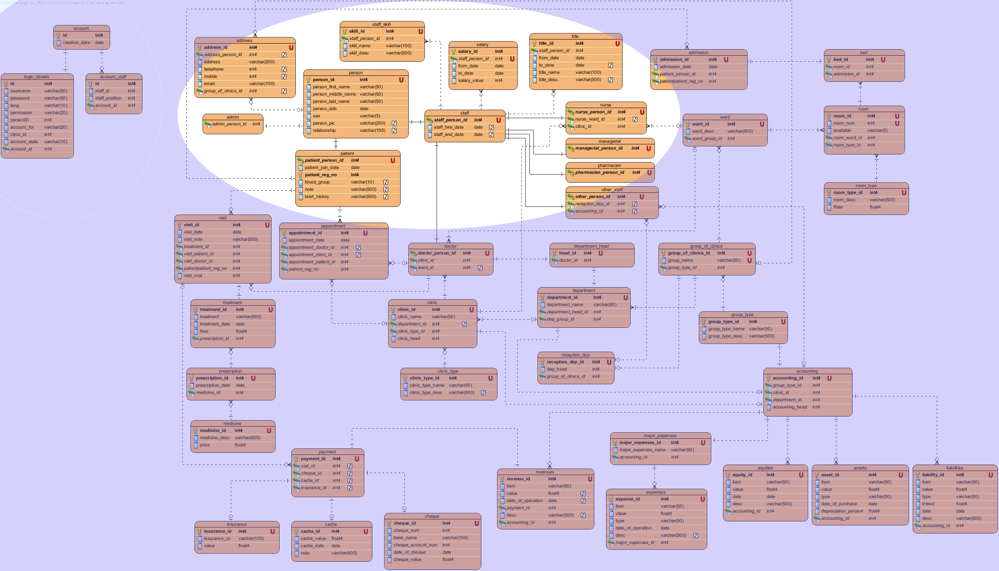 Visual Paradigm for UML Community Edition [not for commercial use]
account
id int4
creation_date date
login_details
id int4
username varchar(50)
password varchar(50)
lang varchar(10)
permission varchar(20)
personID int4
account_for varchar(20)
clinic_id int4
account_state varchar(10)
account_id int4
account_staff
id int4
staff_id int4
staff_position int4
account_id int4
address
address_id int4 U
address_person_id int4 N
address varchar(200)
telephone int4 N
mobile int4 N
email varchar(100)
group_of_clinics_id int4 N
admin
admin_person_id int4
staff_skill
skill_id int4 U
staff_person_id int4
skill_name varchar(100)
skill_desc varchar(500)
person
person_id int4 U
person_first_name varchar(50)
person_middle_name varchar(50)
person_last_name varchar(50)
person_dob date
sex varchar(3)
person_pic varchar(200) N
relationship varchar(100) N
salary
salary_id int4
staff_person_id int4 U
from_date date
to_date date
salary_value int4
title
title_id int4 U
staff_person_id int4
from_date date
to_date date N
title_name varchar(100)
title_desc varchar(500) N
staff
staff_person_id int4 U
staff_hire_date date N
staff_end_date date N
nurse
nurse_person_id int4 U
nurse_ward_id int4 N
clinic_id int4
managerial
managerial_person_id int4 U
pharmacien
pharmacien_person_id int4 U
other_staff
other_person_id int4 U
reception_dep_id int4 N
accounting_id int4 N
admission
admission_id int4 U
admission_date date
patient_person_id int4
patientpatient_reg_no int4
bed
bed_id int4 U
room_id int4
admission_id int4
ward
ward_id int4 U
ward_desc varchar(500)
ward_group_id int4
room
room_id int4 U
room_num int4 U
available varchar(5)
room_ward_id int4
room_type_id int4
room_type
room_type_id int4 U
room_desc varchar(500)
Rate float4
patient
patient_person_id int4 U
patient_join_date date
patient_reg_no int4
blood_group varchar(10) N
note varchar(500) N
brief_history varchar(500) N
visit
visit_id int4 U
visit_date date
visit_note varchar(500)
treatment_id int4
visit_patient_id int4
visit_doctor_id int4
patientpatient_reg_no int4
visit_cost int4
appointment
appointment_id int4 U
appointment_date date
appointment_doctor_id int4 N
appointment_clinic_id int4 N
appointment_patient_id int4
patient_reg_no int4
doctor
doctor_person_id int4 U
clinic_id int4
ward_id int4 N
department_head
head_id int4 U
doctor_id int4
group_of_clinics
group_of_clinics_id int4 U
group_name varchar(50) U
group_type_id int4
treatment
treatment_id int4 U
treatment varchar(500)
treatment_date date
fees float4
prescription_id int4
clinic
clinic_id int4 U
clinic_name varchar(50)
department_id int4 N
clinic_type_id int4
clinic_head int4
department
department_id int4 U
department_name varchar(50)
department_head_id int4
dep_group_id int4
group_type
group_type_id int4 U
group_type_name varchar(50)
group_type_desc varchar(500)
prescription
prescription_id int4 U
prescription_date date
medicine_id int4
clinic_type
clinic_type_id int4 U
clinic_type_name varchar(50)
clinic_type_desc varchar(500) N
reception_dep
reception_dep_id int4 U
dep_head int4
group_of_clinics_id int4
accounting
accounting_id int4 U
group_type_id int4
clinic_id int4
department_id int4
accounting_head int4
medicine
medicine_id int4 U
medicine_desc varchar(500)
price float4
payment
payment_id int4 U
visit_id int4 N
cheque_id int4 N
cache_id int4 N
insurance_id int4 N
major_expenses
major_expenses_id int4 U
major_expenses_name varchar(50)
accounting_id int4
revenues
revenue_id int4 U
item varchar(50)
value float4 N
date_of_operation date N
payment_id int4
desc varchar(500) N
accounting_id int4
expenses
expense_id int4 U
item varchar(50)
vlaue float4
type varchar(50)
date_of_operation date
desc varchar(500) N
major_expenses_id int4
equities
equity_id int4 U
item varchar(50)
value float4
date date
desc varchar(500)
accounting_id int4
assets
asset_id int4 U
item varchar(50)
value float4
type varchar(50)
date_of_purchase date
depreciation_percent float4
accounting_id int4
liabilities
liability_id int4 U
item varchar(50)
value float4
type varchar(50)
intrest float4
date date
desc varchar(500)
accounting_id int4
insurance
insurance_id int4 U
insurance_co varchar(100)
value float4
cache
cache_id int4 U
cache_value float4
cache_date date
note varchar(500)
cheque
cheque_id int4 U
cheque_num int4
bank_name varchar(100)
cheque_account_num int4
date_of_cheque date
cheque_value float4